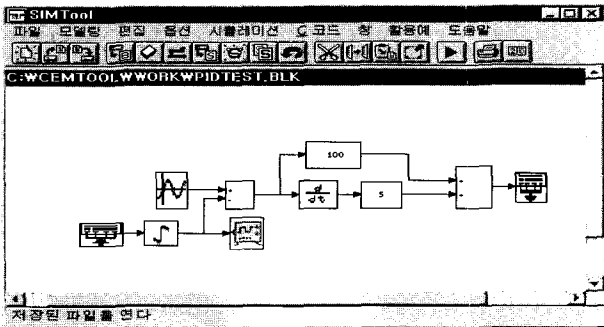 SIMTool
파일 모델링 편집 옵션 시뮬레이션 C코드 창 활용예 도움말
C:₩CEMTOOL₩WORK₩PIDTEST.BLK
100
d
dt
5
저장된 파일를 연다